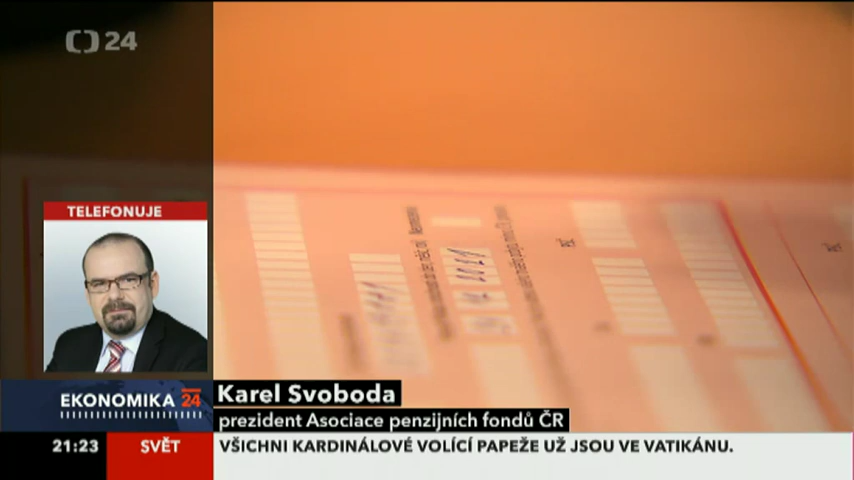 ČT 24
TELEFONUJE
EKONOMIKA 24
Karel Svoboda
prezident Asociace penzijních fondů ČR
21:23
SVĚT
VŠICHNI KARDINÁLOVÉ VOLÍCÍ PAPEŽE UŽ JSOU VE VATIKÁNU.